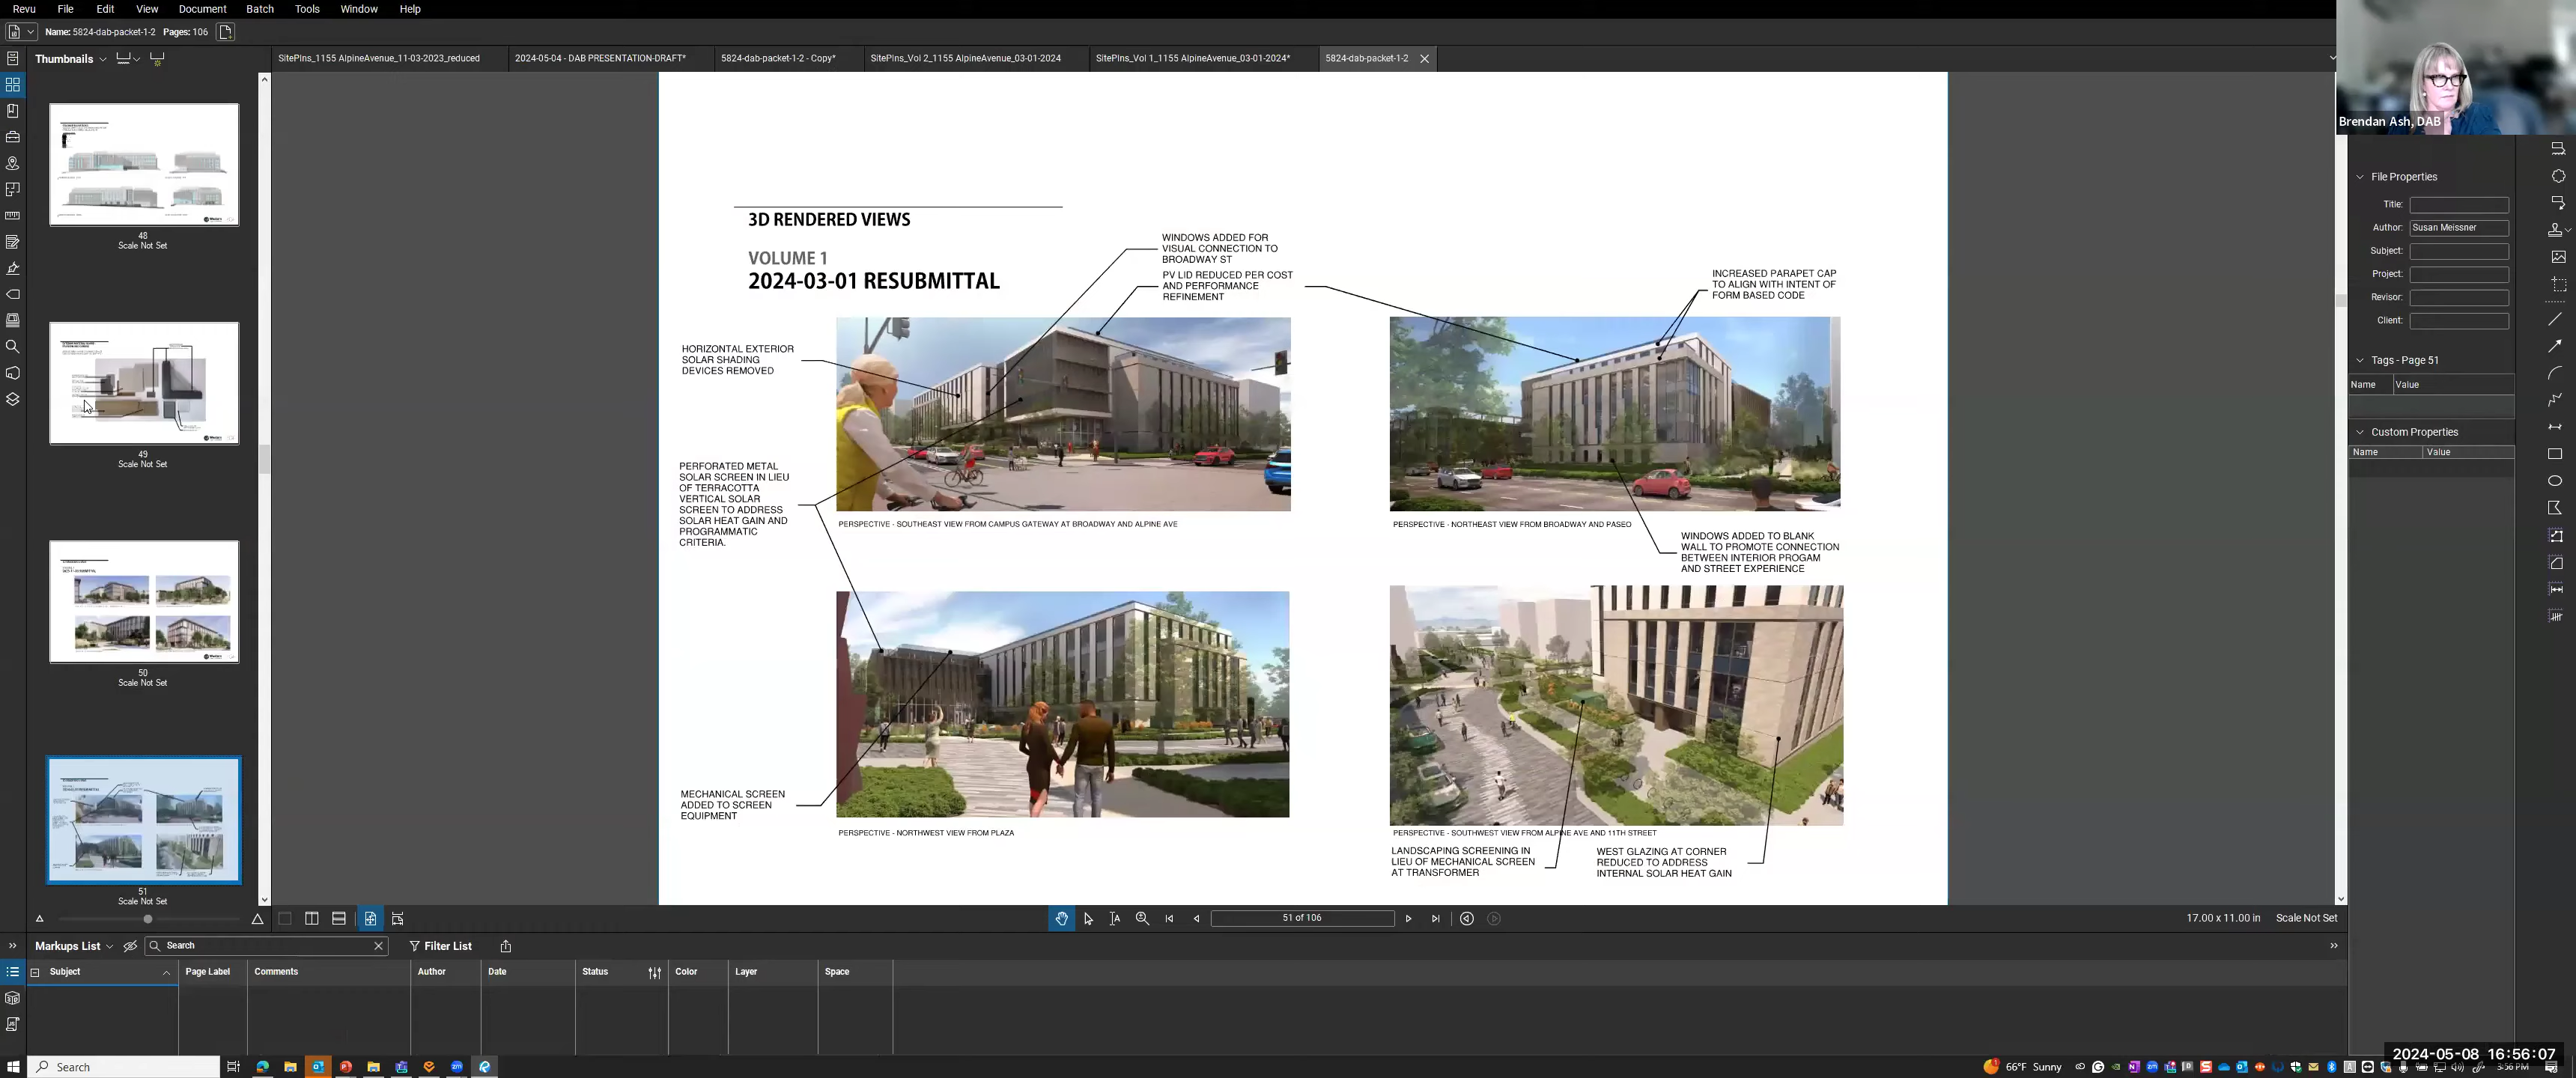 Revu File Edit View Document Batch Tools Window Help
Name: 5824-dab-packet-1-2 Pages: 106
Thumbnails
SitePlns_1155 AlpineAvenue_11-03-2023_reduced
2024-05-04 - DAB PRESENTATION-DRAFT*
5824-dab-packet-1-2 - Copy*
SitePlns_Vol 2_1155 AlpineAvenue_03-01-2024
SitePlns_Vol 1_1155 AlpineAvenue_03-01-2024*
5824-dab-packet-1-2
Brendan Ash, DAB
48
Scale Not Set
49
Scale Not Set
50
Scale Not Set
51
Scale Not Set
3D RENDERED VIEWS
VOLUME 1
2024-03-01 RESUBMITTAL
WINDOWS ADDED FOR
VISUAL CONNECTION TO
BROADWAY ST
PV LID REDUCED PER COST
AND PERFORMANCE
REFINEMENT
INCREASED PARAPET CAP
TO ALIGN WITH INTENT OF
FORM BASED CODE
HORIZONTAL EXTERIOR
SOLAR SHADING
DEVICES REMOVED
PERFORATED METAL
SOLAR SCREEN IN LIEU
OF TERRACOTTA
VERTICAL SOLAR
SCREEN TO ADDRESS
SOLAR HEAT GAIN AND
PROGRAMMATIC
CRITERIA.
PERSPECTIVE - SOUTHEAST VIEW FROM CAMPUS GATEWAY AT BROADWAY AND ALPINE AVE
PERSPECTIVE - NORTHEAST VIEW FROM BROADWAY AND PASEO
WINDOWS ADDED TO BLANK
WALL TO PROMOTE CONNECTION
BETWEEN INTERIOR PROGAM
AND STREET EXPERIENCE
MECHANICAL SCREEN
ADDED TO SCREEN
EQUIPMENT
PERSPECTIVE - NORTHWEST VIEW FROM PLAZA
PERSPECTIVE - SOUTHWEST VIEW FROM ALPINE AVE AND 11TH STREET
LANDSCAPING SCREENING IN
LIEU OF MECHANICAL SCREEN
AT TRANSFORMER
WEST GLAZING AT CORNER
REDUCED TO ADDRESS
INTERNAL SOLAR HEAT GAIN
File Properties
Title:
Author: Susan Meissner
Subject:
Project:
Revisor:
Client:
Tags - Page 51
Name Value
Custom Properties
Name Value
51 of 106
17.00 x 11.00 in Scale Not Set
Markups List Search Filter List
Subject Page Label Comments Author Date Status Color Layer Space
Search
66°F Sunny
2024-05-08 16:56:07